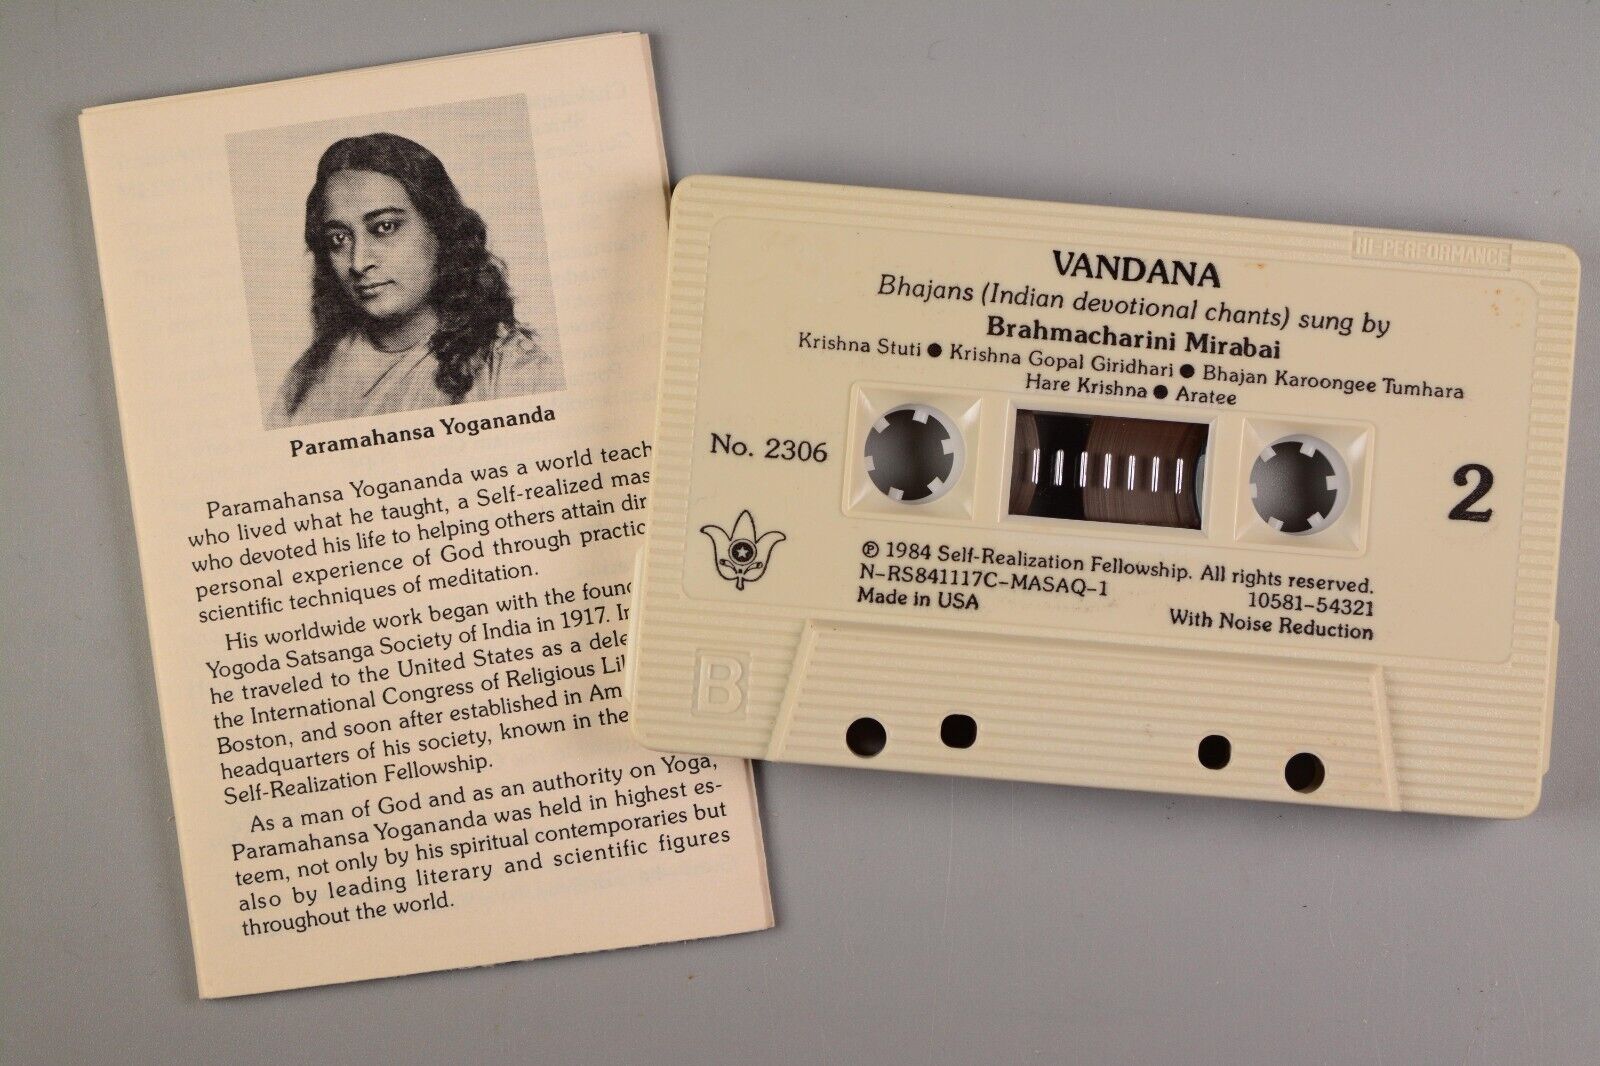 Paramahansa Yogananda
Paramahansa Yogananda was a world teach
who lived what he taught, a Self-realized mas
who devoted his life to helping others attain dir
personal experience of God through practic
scientific techniques of meditation.
His worldwide work began with the found
Yogoda Satsanga Society of India in 1917. In
he traveled to the United States as a dele
the International Congress of Religious Li
Boston, and soon after established in Am
headquarters of his society, known in the
Self-Realization Fellowship.
As a man of God and as an authority on Yoga,
Paramahansa Yogananda was held in highest es-
teem, not only by his spiritual contemporaries but
also by leading literary and scientific figures
throughout the world.
HI-PERFORMANCE
VANDANA
Bhajans (Indian devotional chants) sung by
Brahmacharini Mirabai
Krishna Stuti ● Krishna Gopal Giridhari ● Bhajan Karoongee Tumhara
Hare Krishna ● Aratee
No. 2306
2
℗ 1984 Self-Realization Fellowship. All rights reserved.
N-RS841117C-MASAQ-1
10581-54321
Made in USA
With Noise Reduction
B